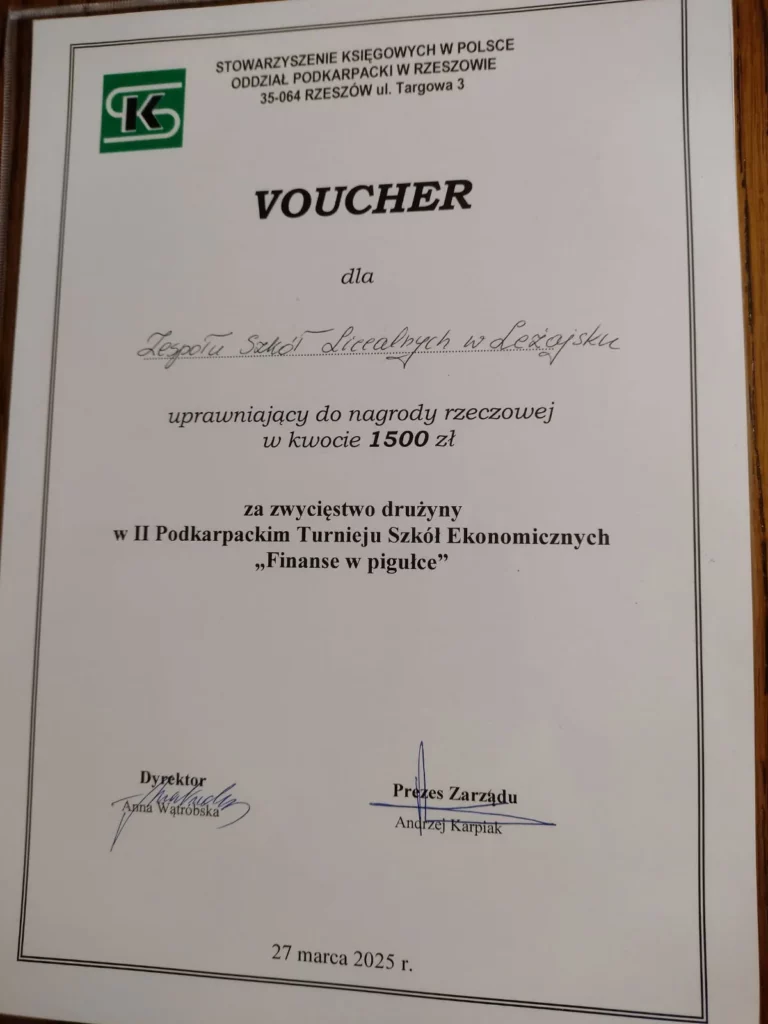 STOWARZYSZENIE KSIĘGOWYCH W POLSCE
ODDZIAŁ PODKARPACKI W RZESZOWIE
35-064 RZESZÓW ul. Targowa 3
SK
VOUCHER
dla
Zespołu Szkół Licealnych w Leżajsku
uprawniający do nagrody rzeczowej
w kwocie 1500 zł
za zwycięstwo drużyny
w II Podkarpackim Turnieju Szkół Ekonomicznych
„Finanse w pigułce”
Dyrektor
Anna Wątróbska
Prezes Zarządu
Andrzej Karpiak
27 marca 2025 r.